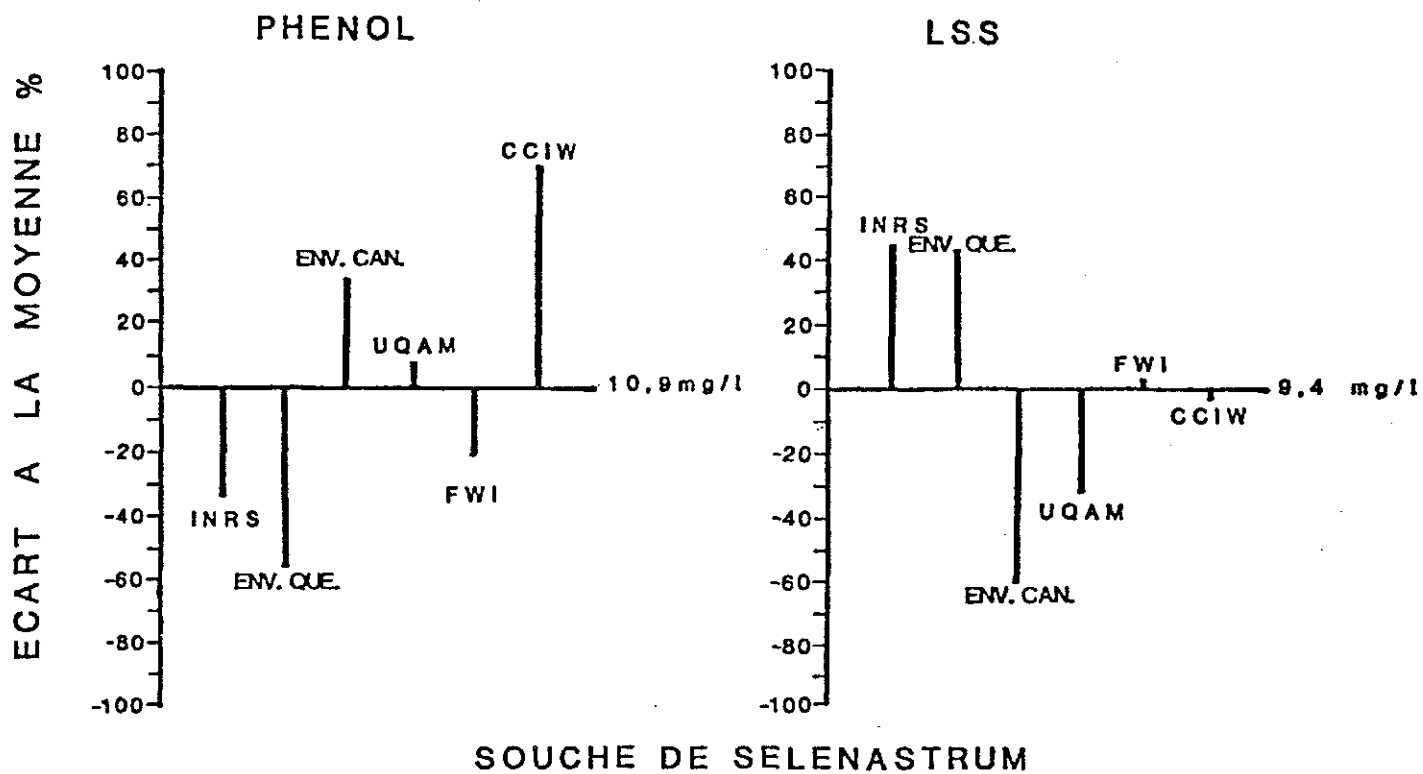 PHENOL
ECART A LA MOYENNE %
100
80
60
40
20
0
-20
-40
-60
-80
-100
CCIW
ENV. CAN.
UQAM
10,9mg/l
INRS
FWI
ENV. QUE.
LSS
100
80
60
40
20
0
-20
-40
-60
-80
-100
INRS
ENV. QUE.
FWI
9,4 mg/l
CCIW
UQAM
ENV. CAN.
SOUCHE DE SELENASTRUM